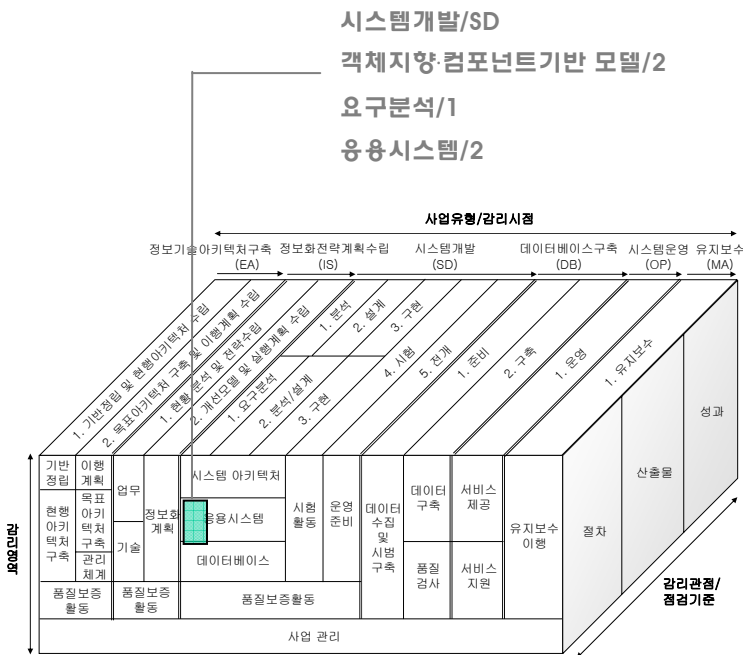 시스템개발/SD
객체지향·컴포넌트기반 모델/2
요구분석/1
응용시스템/2
사업유형/감리시점
정보기술아키텍처구축
(EA)
정보화전략계획수립
(IS)
시스템개발
(SD)
데이터베이스구축
(DB)
시스템운영
(OP)
유지보수
(MA)
1. 기반정립 및 현행아키텍처 수립
2. 목표아키텍처 구축 및 이행계획 수립
1. 현황 분석 및 전략수립
2. 개선모델 및 실행계획 수립
1. 분석
2. 설계
3. 구현
1. 요구분석
2. 분석/설계
3. 구현
4. 시험
5. 전개
1. 준비
2. 구축
1. 운영
1. 유지보수
감리영역
기반
정립
이행
계획
현행
아키
텍처
구축
목표
아키
텍처
구축
관리
체계
품질보증
활동
업무
기술
정보화
계획
품질보증
활동
시스템 아키텍처
응용시스템
데이터베이스
시험
활동
운영
준비
품질보증활동
데이터
수집
및
시범
구축
데이터
구축
품질
검사
서비스
제공
서비스
지원
유지보수
이행
사업 관리
절차
산출물
성과
감리관점/
점검기준